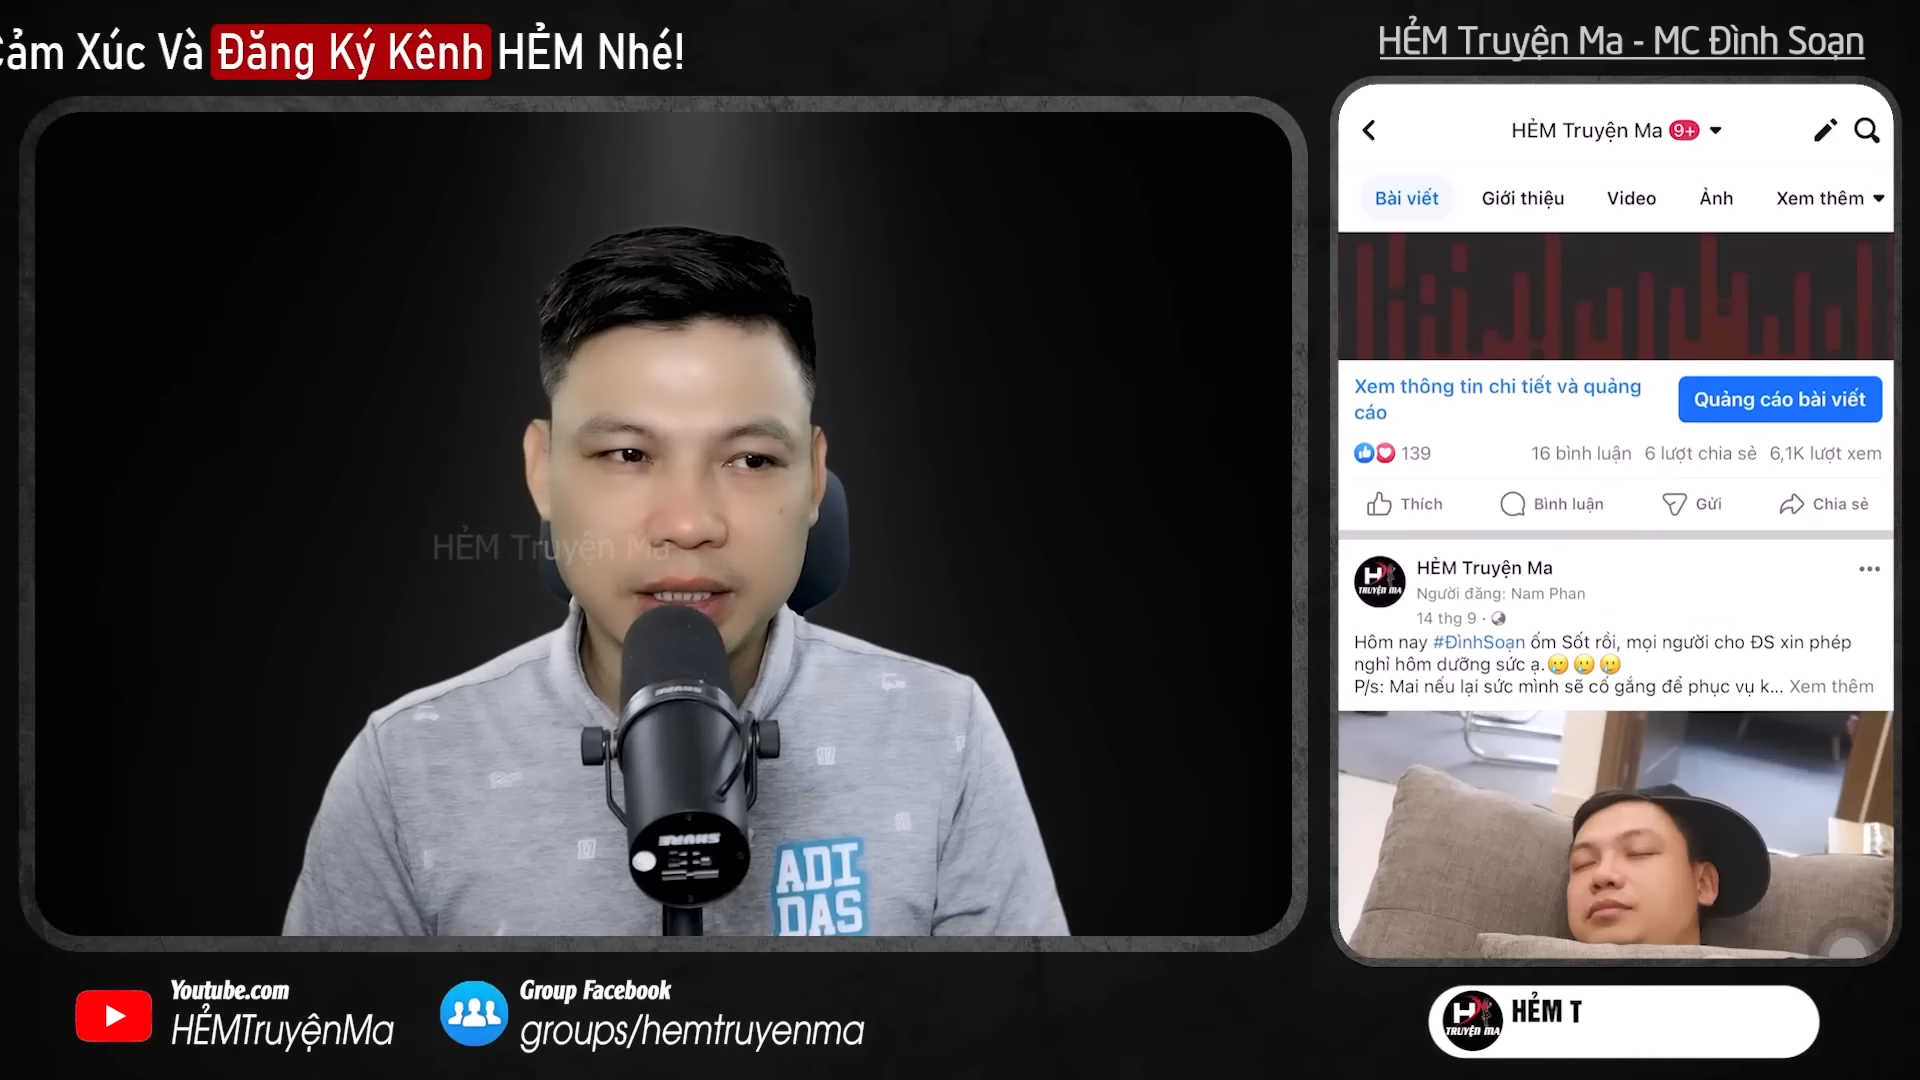 Cảm Xúc Và Đăng Ký Kênh HẺM Nhé!
HẺM Truyện Ma - MC Đình Soạn
HẺM Truyện Ma 9+
Bài viết Giới thiệu Video Ảnh Xem thêm
Xem thông tin chi tiết và quảng
cáo
Quảng cáo bài viết
139 16 bình luận 6 lượt chia sẻ 6,1K lượt xem
Thích Bình luận Gửi Chia sẻ
HẺM Truyện Ma
Người đăng: Nam Phan
14 thg 9 ·
Hôm nay #ĐìnhSoạn ốm Sốt rồi, mọi người cho ĐS xin phép
nghỉ hôm dưỡng sức ạ.🥲🥲🥲
P/s: Mai nếu lại sức mình sẽ cố gắng để phục vụ k... Xem thêm
HẺM Truyện Ma
SHURE
ADI
DAS
Youtube.com
HẺMTruyệnMa
Group Facebook
groups/hemtruyenma
H
TRUYỆN MA
HẺM T